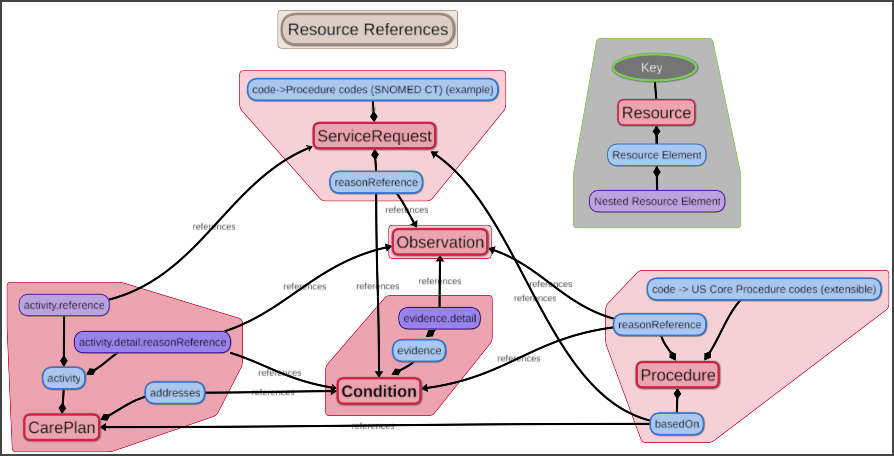 Resource References
Key
code->Procedure codes (SNOMED CT) (example)
Resource
ServiceRequest
Resource Element
reasonReference
Nested Resource Element
references
references
Observation
references
references
references
references
references
code -> US Core Procedure codes (extensible)
activity.reference
evidence.detail
reasonReference
activity.detail.reasonReference
evidence
references
references
Procedure
activity
addresses
references
Condition
CarePlan
references
basedOn